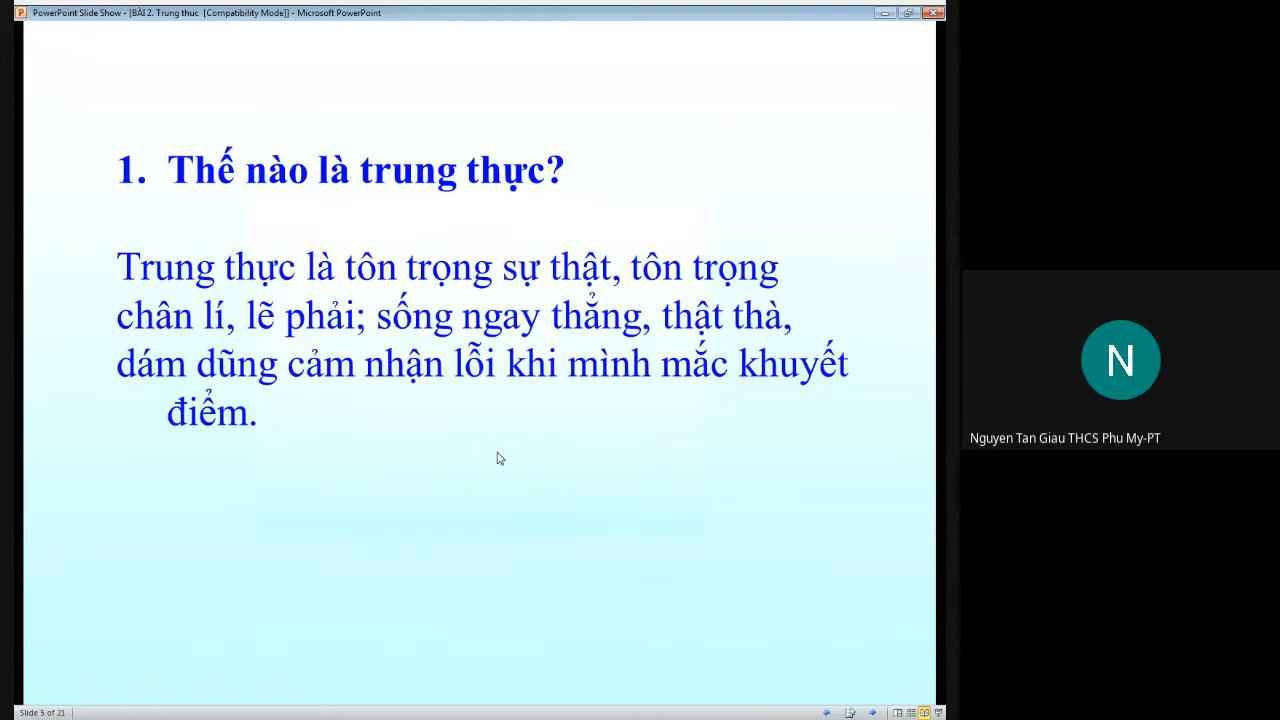 PowerPoint Slide Show - [BÀI 2. Trung thuc [Compatibility Mode]] - Microsoft PowerPoint
1. Thế nào là trung thực?
Trung thực là tôn trọng sự thật, tôn trọng
chân lí, lẽ phải; sống ngay thẳng, thật thà,
dám dũng cảm nhận lỗi khi mình mắc khuyết
điểm.
N
Nguyen Tan Giau THCS Phu My-PT
Slide 5 of 21